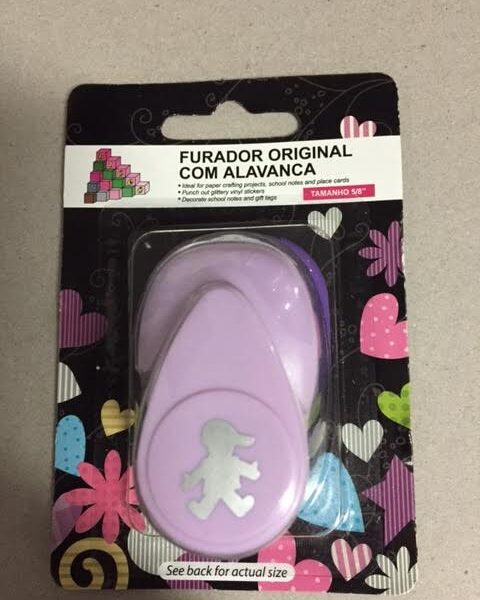 FURADOR ORIGINAL
COM ALAVANCA
• Ideal for paper crafting projects, school notes and place cards
• Punch out glittery vinyl stickers
• Decorate school notes and gift tags
TAMANHO 5/8"
See back for actual size